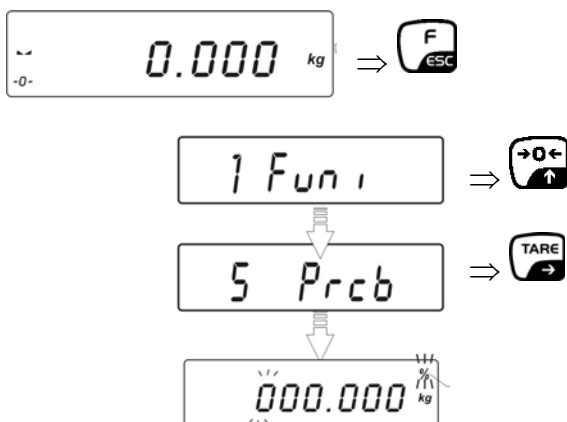 0.000 kg ⇒ F
-0- ESC
1 Funi ⇒ →0← ↑
5 Prcb ⇒ TARE →
000.000 % kg